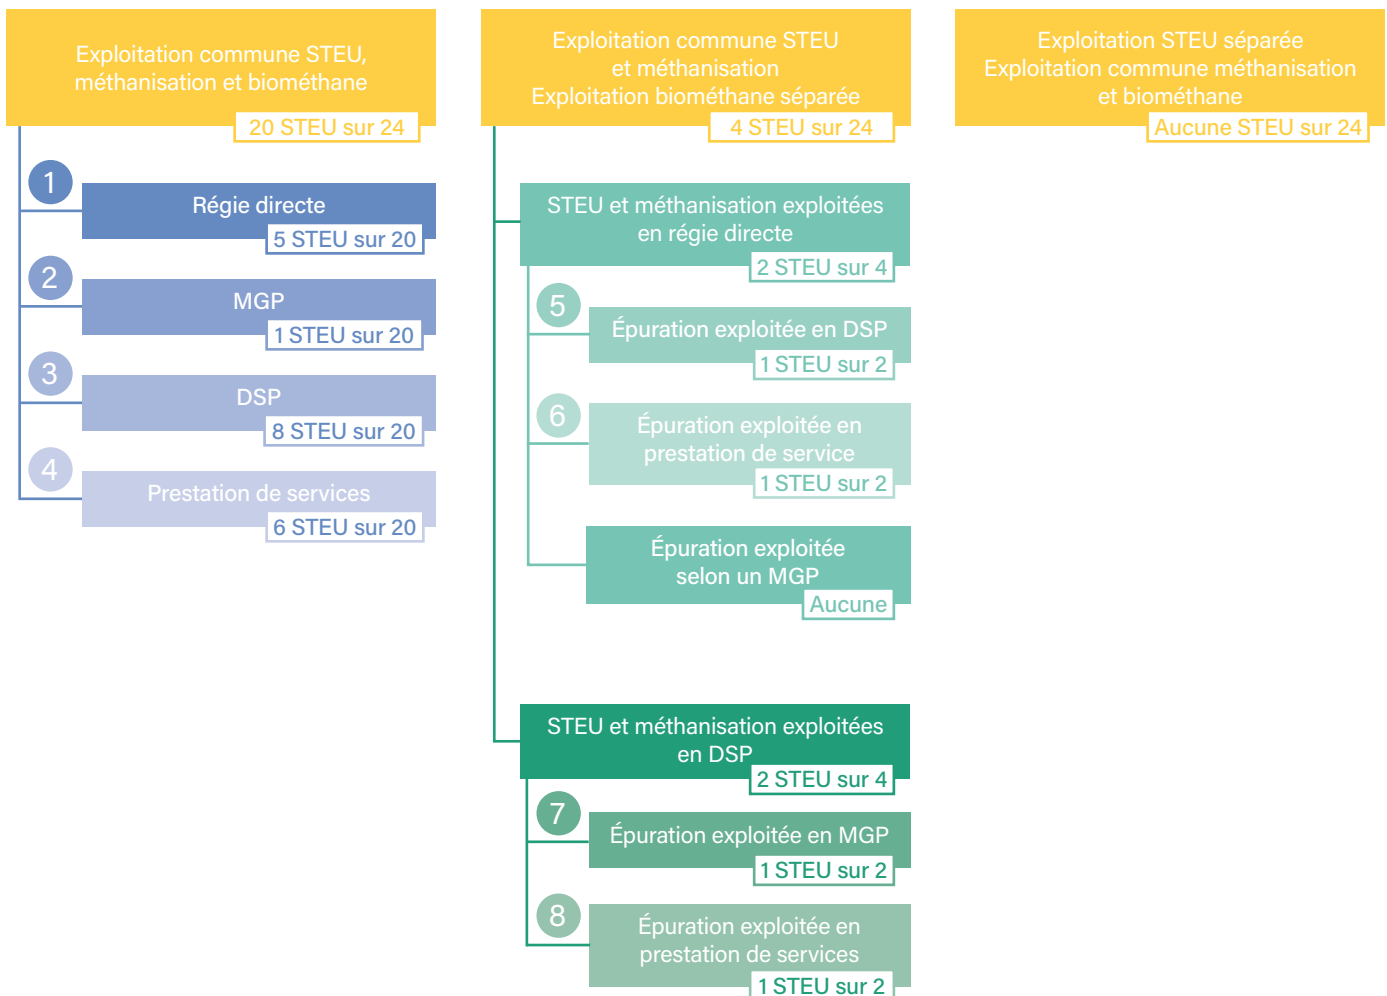 Exploitation commune STEU,
méthanisation et biométhane
20 STEU sur 24
1
Régie directe
5 STEU sur 20
2
MGP
1 STEU sur 20
3
DSP
8 STEU sur 20
4
Prestation de services
6 STEU sur 20
Exploitation commune STEU
et méthanisation
Exploitation biométhane séparée
4 STEU sur 24
STEU et méthanisation exploitées
en régie directe
2 STEU sur 4
5
Épuration exploitée en DSP
1 STEU sur 2
6
Épuration exploitée en
prestation de service
1 STEU sur 2
Épuration exploitée
selon un MGP
Aucune
STEU et méthanisation exploitées
en DSP
2 STEU sur 4
7
Épuration exploitée en MGP
1 STEU sur 2
8
Épuration exploitée en
prestation de services
1 STEU sur 2
Exploitation STEU séparée
Exploitation commune méthanisation
et biométhane
Aucune STEU sur 24